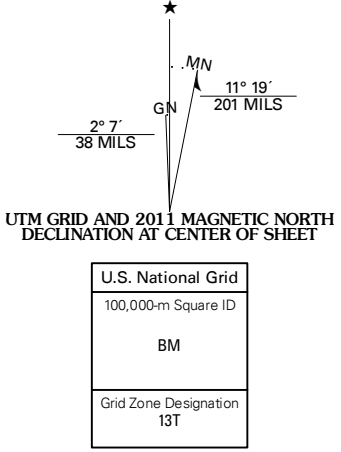 ★
MN
GN
11° 19´
201 MILS
2° 7´
38 MILS
UTM GRID AND 2011 MAGNETIC NORTH
DECLINATION AT CENTER OF SHEET
U.S. National Grid
100,000-m Square ID
BM
Grid Zone Designation
13T